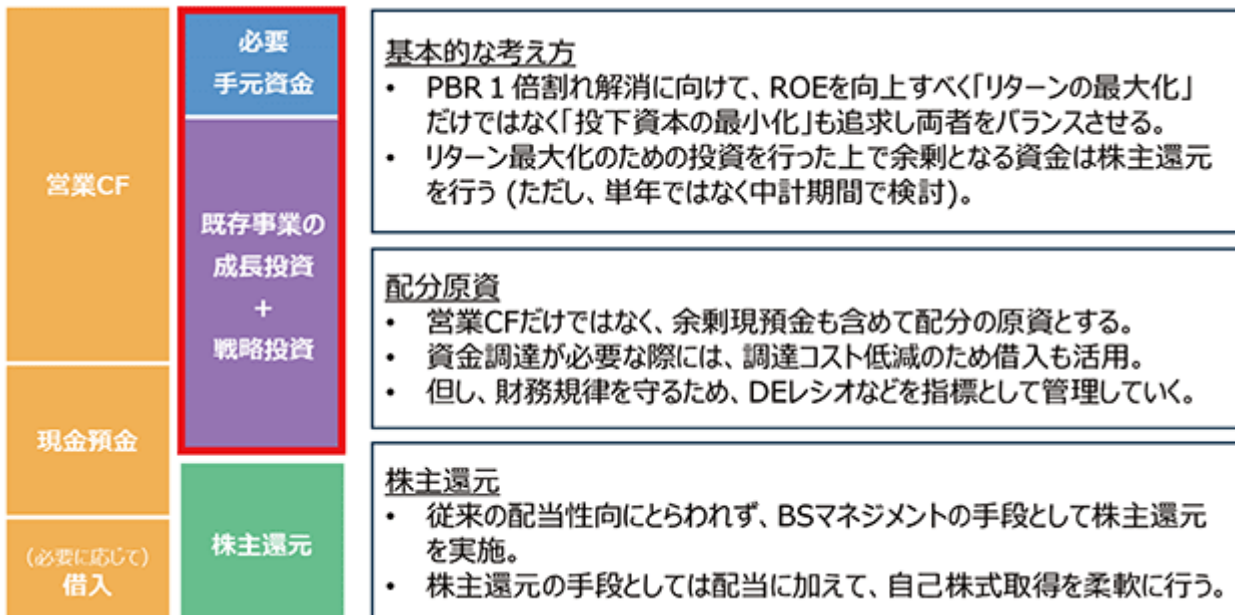 営業CF
現金預金
(必要に応じて)
借入
必要
手元資金
既存事業の
成長投資
+
戦略投資
株主還元
基本的な考え方
• PBR 1 倍割れ解消に向けて、ROEを向上すべく「リターンの最大化」
だけではなく「投下資本の最小化」も追求し両者をバランスさせる。
• リターン最大化のための投資を行った上で余剰となる資金は株主還元
を行う (ただし、単年ではなく中計期間で検討)。
配分原資
• 営業CFだけではなく、余剰現預金も含めて配分の原資とする。
• 資金調達が必要な際には、調達コスト低減のため借入も活用。
• 但し、財務規律を守るため、DEレシオなどを指標として管理していく。
株主還元
• 従来の配当性向にとらわれず、BSマネジメントの手段として株主還元
を実施。
• 株主還元の手段としては配当に加えて、自己株式取得を柔軟に行う。